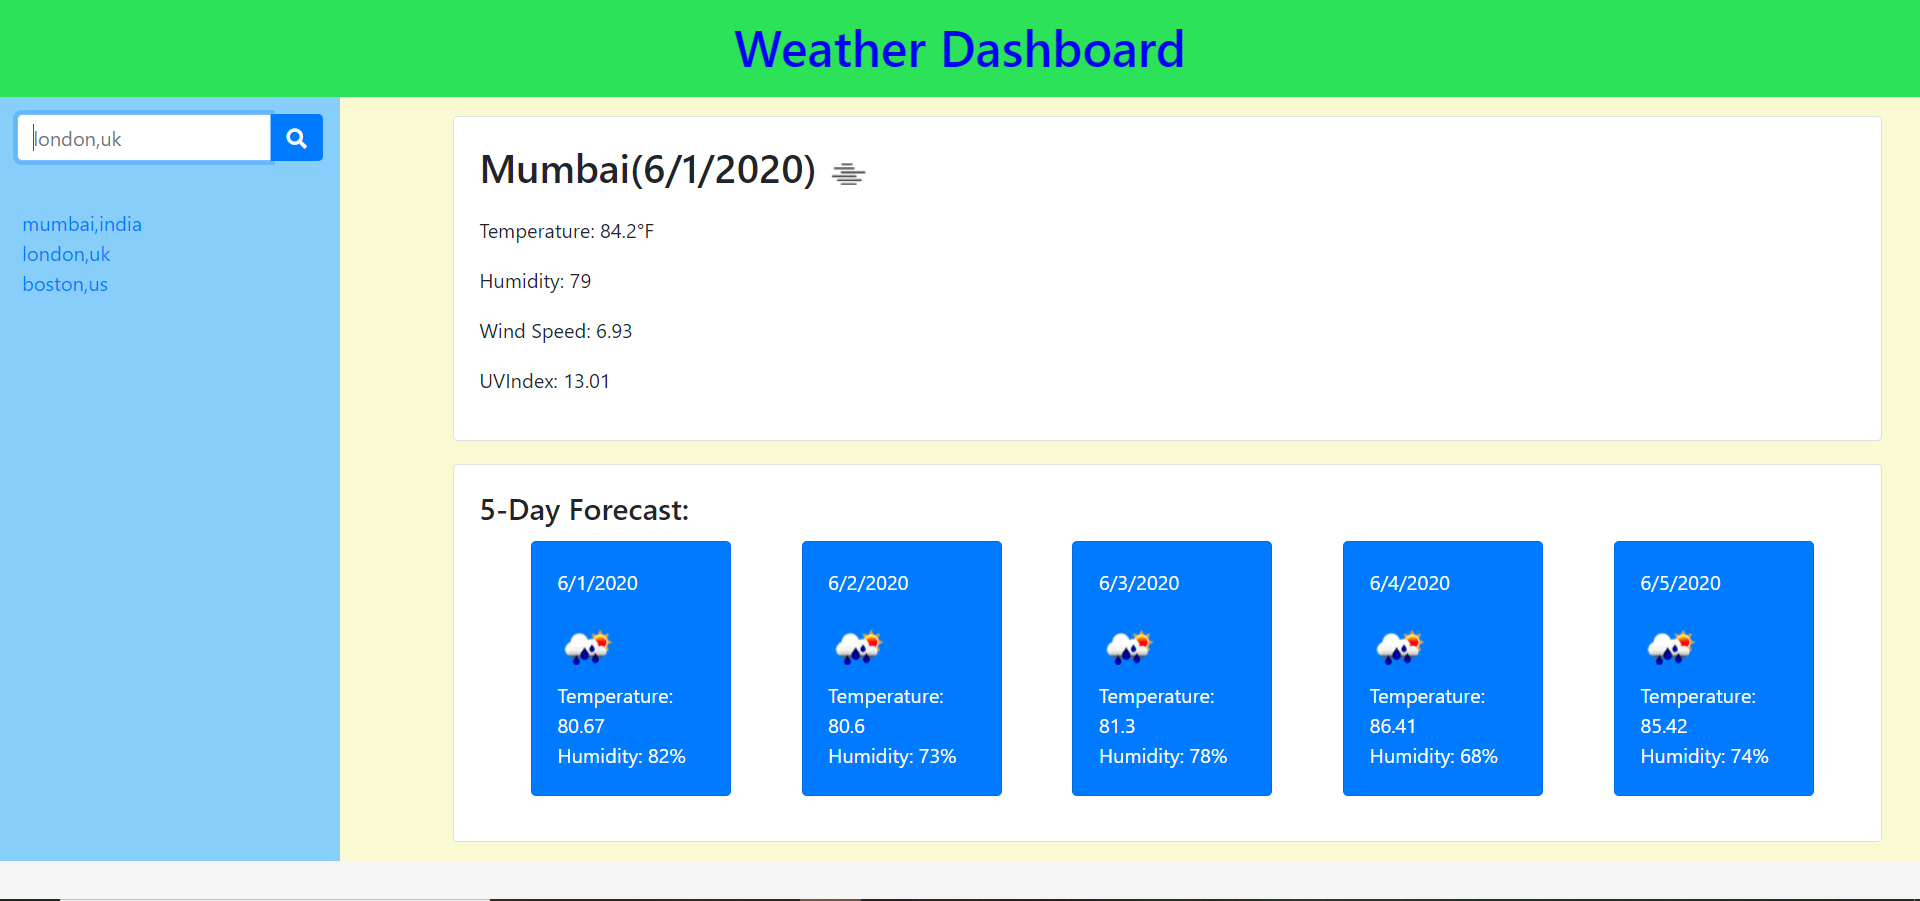 Weather Dashboard
london,uk
mumbai,india
london,uk
boston,us
Mumbai(6/1/2020)
Temperature: 84.2°F
Humidity: 79
Wind Speed: 6.93
UVIndex: 13.01
5-Day Forecast:
6/1/2020
Temperature:
80.67
Humidity: 82%
6/2/2020
Temperature:
80.6
Humidity: 73%
6/3/2020
Temperature:
81.3
Humidity: 78%
6/4/2020
Temperature:
86.41
Humidity: 68%
6/5/2020
Temperature:
85.42
Humidity: 74%